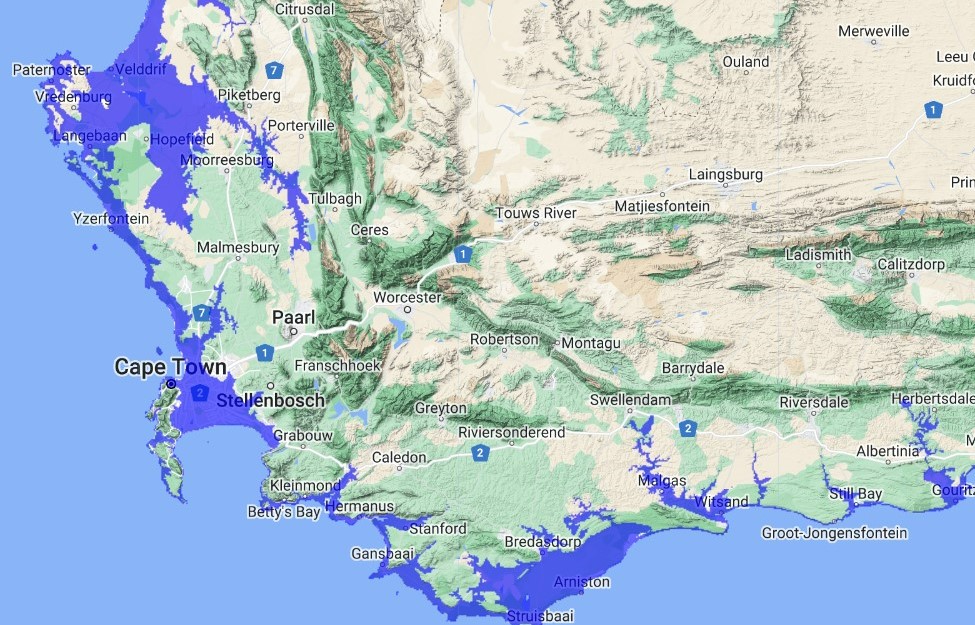 Citrusdal
Merweville
Leeu
Ouland
Paternoster
Velddrif
7
Kruidfo
Vredenburg
Piketberg
1
Porterville
Langebaan
Hopefield
Moorreesburg
Laingsburg
Prin
Tulbagh
Matjiesfontein
Touws River
Yzerfontein
Ceres
Malmesbury
1
Ladismith
Calitzdorp
Worcester
7
Paarl
Robertson
Montagu
1
Cape Town
Franschhoek
Barrydale
2
Stellenbosch
Swellendam
Riversdale
Herbertsdale
Greyton
Grabouw
Riviersonderend
2
M
2
Caledon
Albertinia
Kleinmond
Malgas
Gouritz
Betty's Bay
Hermanus
Witsand
Still Bay
Stanford
Groot-Jongensfontein
Bredasdorp
Gansbaai
Arniston
Struisbaai